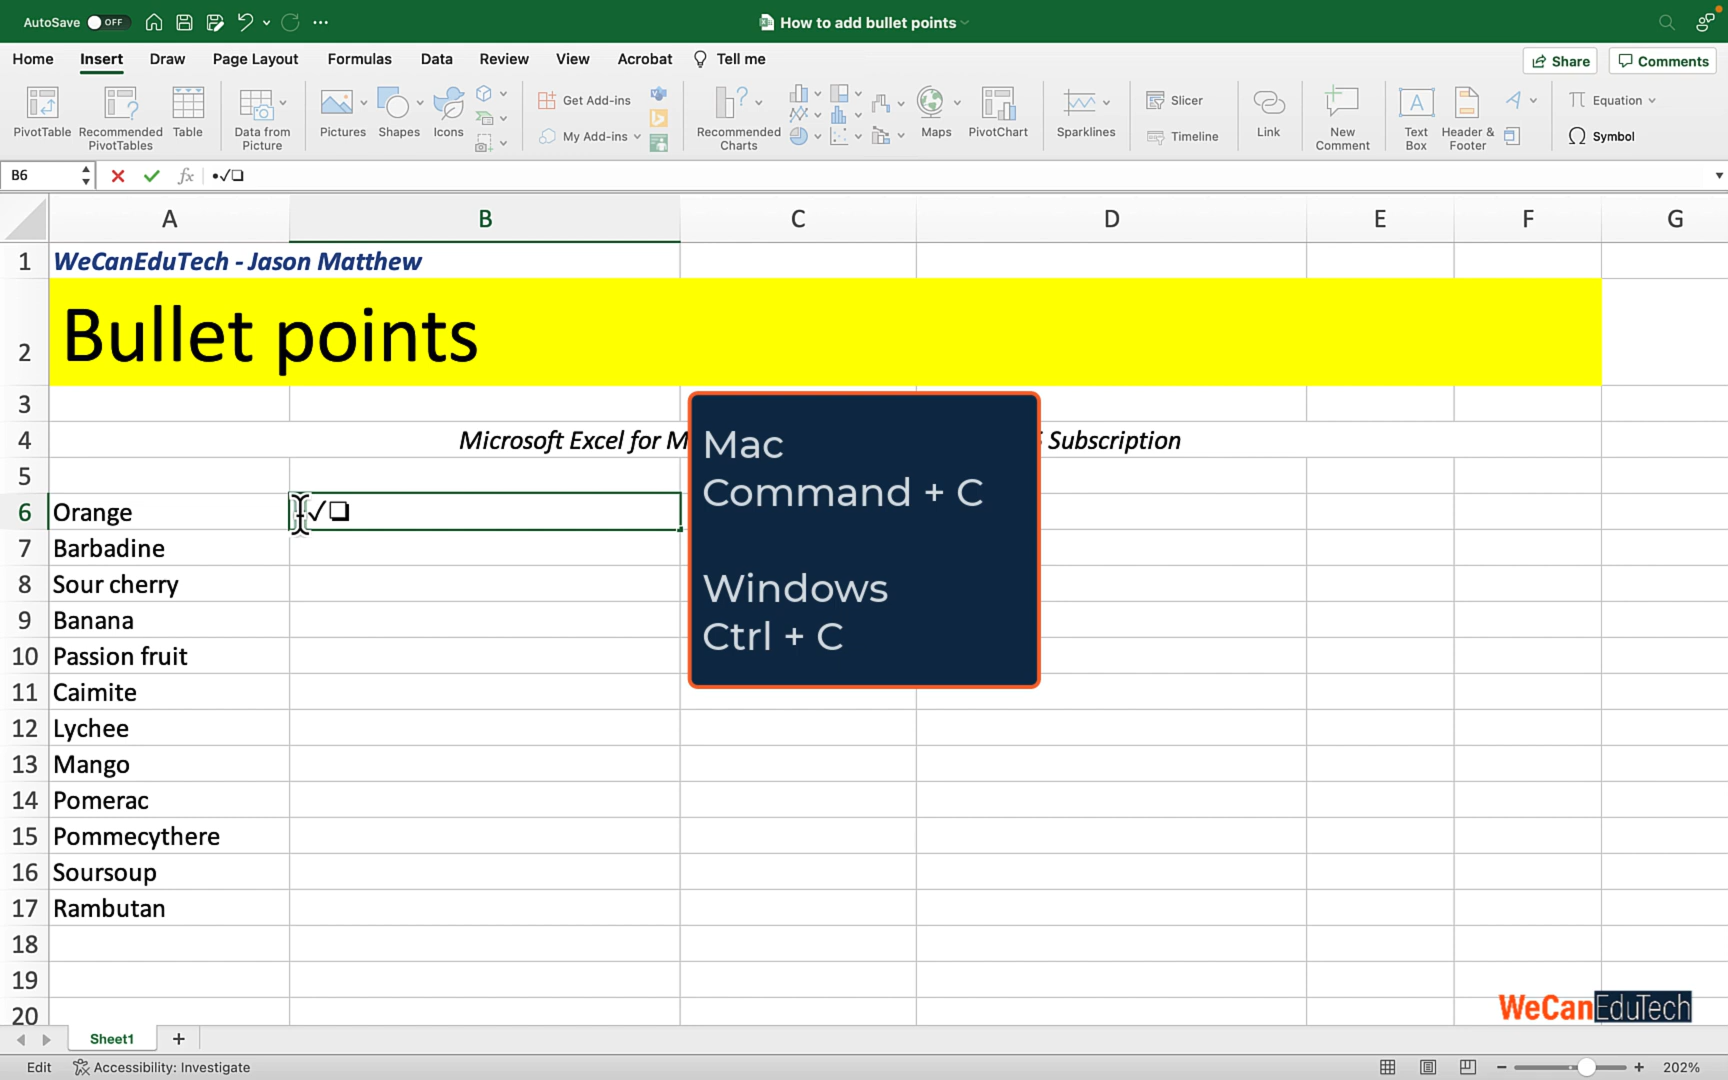 AutoSave OFF
How to add bullet points
Home Insert Draw Page Layout Formulas Data Review View Acrobat Tell me
Share Comments
PivotTable
Recommended PivotTables
Table
Data from Picture
Pictures
Shapes
Icons
Get Add-ins
My Add-ins
Recommended Charts
Maps
PivotChart
Sparklines
Slicer
Timeline
Link
New Comment
Text Box
Header & Footer
Equation
Symbol
B6 fx •✓❏
A B C D E F G
1 WeCanEduTech - Jason Matthew
2 Bullet points
3
4 Microsoft Excel for M Subscription
5
6 Orange ✓❏
7 Barbadine
8 Sour cherry
9 Banana
10 Passion fruit
11 Caimite
12 Lychee
13 Mango
14 Pomerac
15 Pommecythere
16 Soursoup
17 Rambutan
18
19
20
Mac
Command + C
Windows
Ctrl + C
WeCanEduTech
Sheet1 +
Edit Accessibility: Investigate
202%